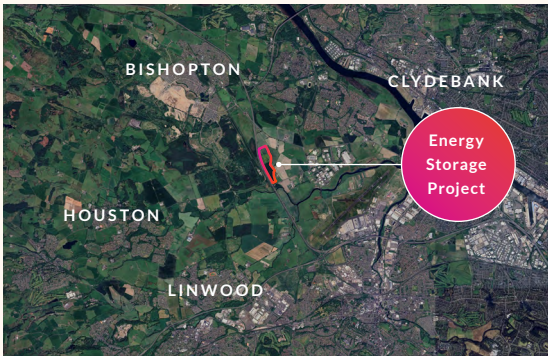 BISHOPTON
CLYDEBANK
Energy
Storage
Project
HOUSTON
LINWOOD